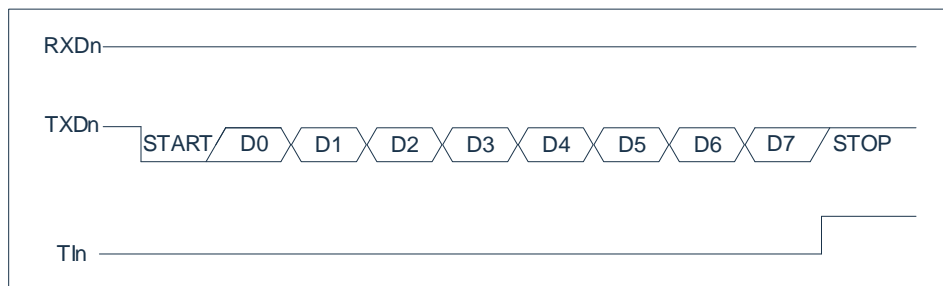 RXDn
TXDn
START D0 D1 D2 D3 D4 D5 D6 D7 STOP
TIn